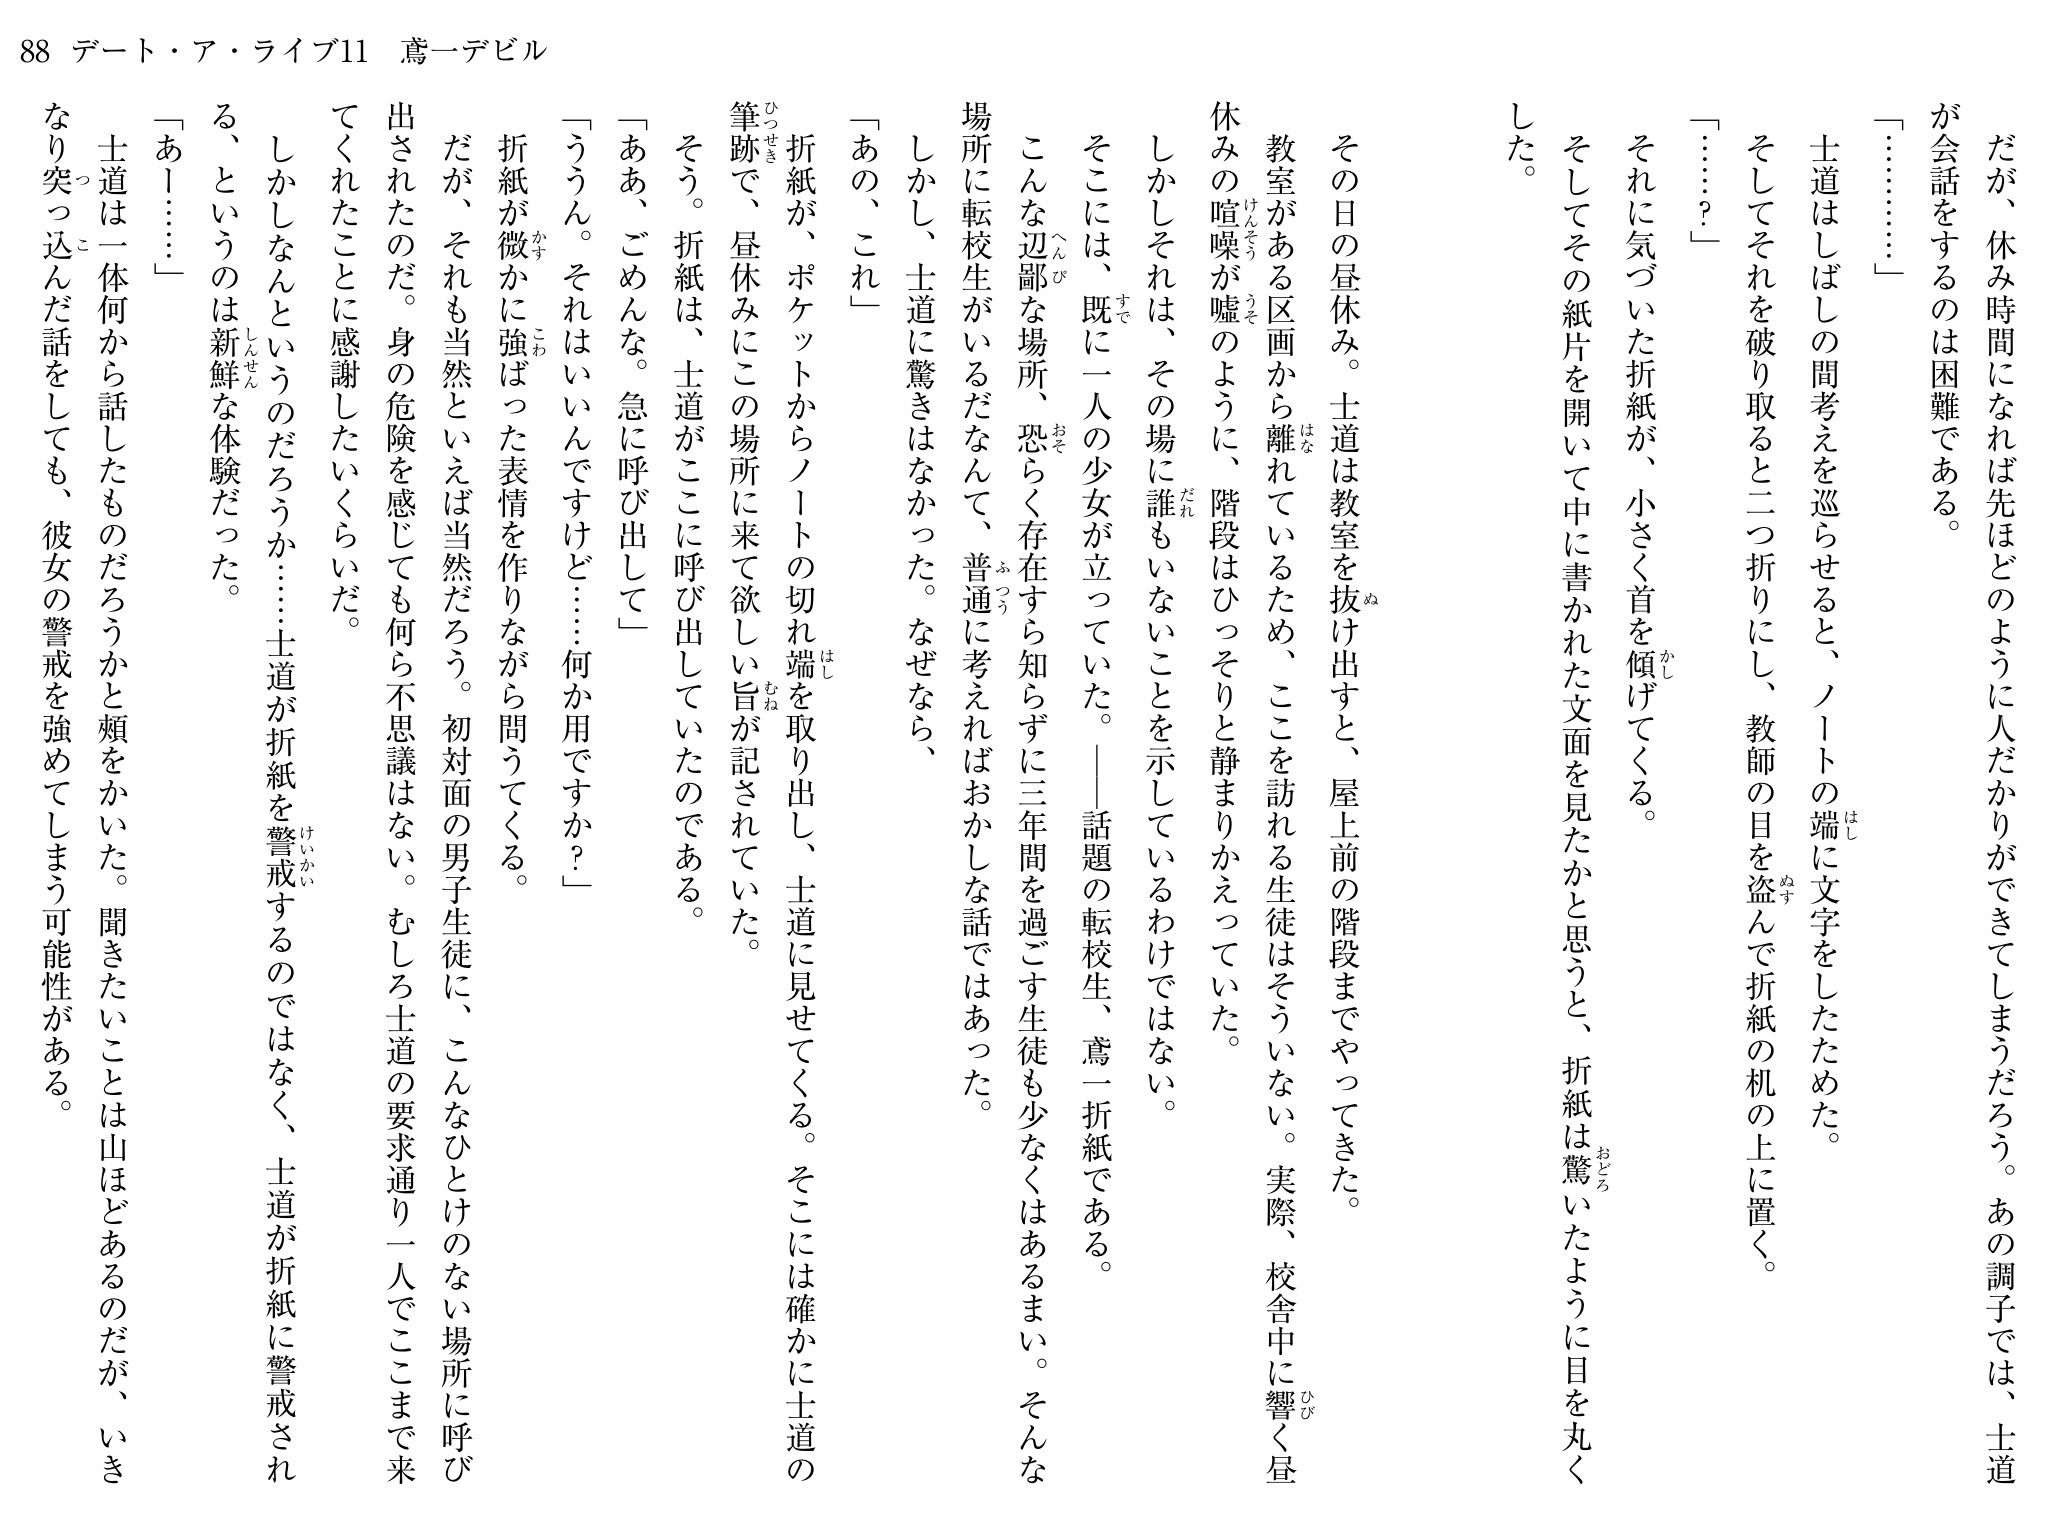 88 デート・ア・ライブ11 鳶一デビル
だが、休み時間になれば先ほどのように人だかりができてしまうだろう。あの調子では、士道
が会話をするのは困難である。
「…………」
士道はしばしの間考えを巡らせると、ノートの端に文字をしたためた。
そしてそれを破り取ると二つ折りにし、教師の目を盗んで折紙の机の上に置く。
「……?」
それに気づいた折紙が、小さく首を傾げてくる。
そしてその紙片を開いて中に書かれた文面を見たかと思うと、折紙は驚いたように目を丸く
した。
その日の昼休み。士道は教室を抜け出すと、屋上前の階段までやってきた。
教室がある区画から離れているため、ここを訪れる生徒はそういない。実際、校舎中に響く昼
休みの喧噪が嘘のように、階段はひっそりと静まりかえっていた。
しかしそれは、その場に誰もいないことを示しているわけではない。
そこには、既に一人の少女が立っていた。――話題の転校生、鳶一折紙である。
こんな辺鄙な場所、恐らく存在すら知らずに三年間を過ごす生徒も少なくはあるまい。そんな
場所に転校生がいるだなんて、普通に考えればおかしな話ではあった。
しかし、士道に驚きはなかった。なぜなら、
「あの、これ」
折紙が、ポケットからノートの切れ端を取り出し、士道に見せてくる。そこには確かに士道の
筆跡で、昼休みにこの場所に来て欲しい旨が記されていた。
そう。折紙は、士道がここに呼び出していたのである。
「ああ、ごめんな。急に呼び出して」
「ううん。それはいいんですけど……何か用ですか?」
折紙が微かに強ばった表情を作りながら問うてくる。
だが、それも当然といえば当然だろう。初対面の男子生徒に、こんなひとけのない場所に呼び
出されたのだ。身の危険を感じても何ら不思議はない。むしろ士道の要求通り一人でここまで来
てくれたことに感謝したいくらいだ。
しかしなんというのだろうか……士道が折紙を警戒するのではなく、士道が折紙に警戒され
る、というのは新鮮な体験だった。
「あー……」
士道は一体何から話したものだろうかと頬をかいた。聞きたいことは山ほどあるのだが、いき
なり突っ込んだ話をしても、彼女の警戒を強めてしまう可能性がある。